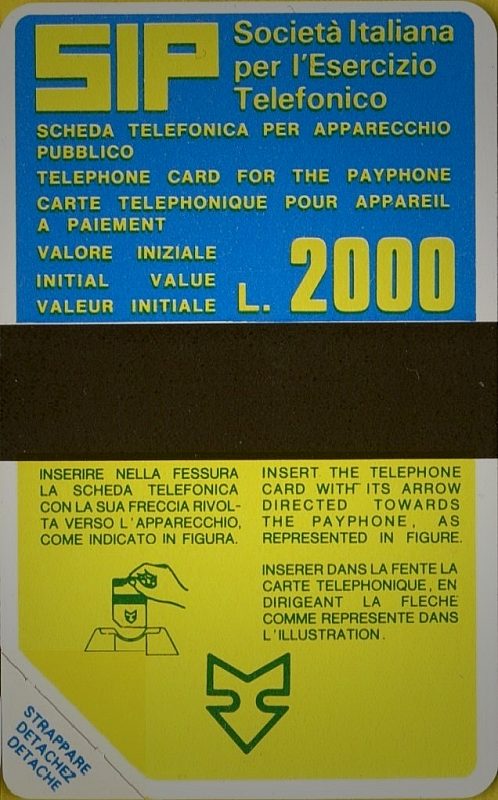 SIP
Società Italiana
per l'Esercizio
Telefonico
SCHEDA TELEFONICA PER APPARECCHIO
PUBBLICO
TELEPHONE CARD FOR THE PAYPHONE
CARTE TELEPHONIQUE POUR APPAREIL
A PAIEMENT
VALORE INIZIALE
INITIAL VALUE
VALEUR INITIALE
L. 2000
INSERIRE NELLA FESSURA
LA SCHEDA TELEFONICA
CON LA SUA FRECCIA RIVOL-
TA VERSO L'APPARECCHIO,
COME INDICATO IN FIGURA.
INSERT THE TELEPHONE
CARD WITH ITS ARROW
DIRECTED TOWARDS
THE PAYPHONE, AS
REPRESENTED IN FIGURE.
INSERER DANS LA FENTE LA
CARTE TELEPHONIQUE, EN
DIRIGEANT LA FLECHE
COMME REPRESENTE DANS
L'ILLUSTRATION.
STRAPPARE
DETACHEZ
DETACHE